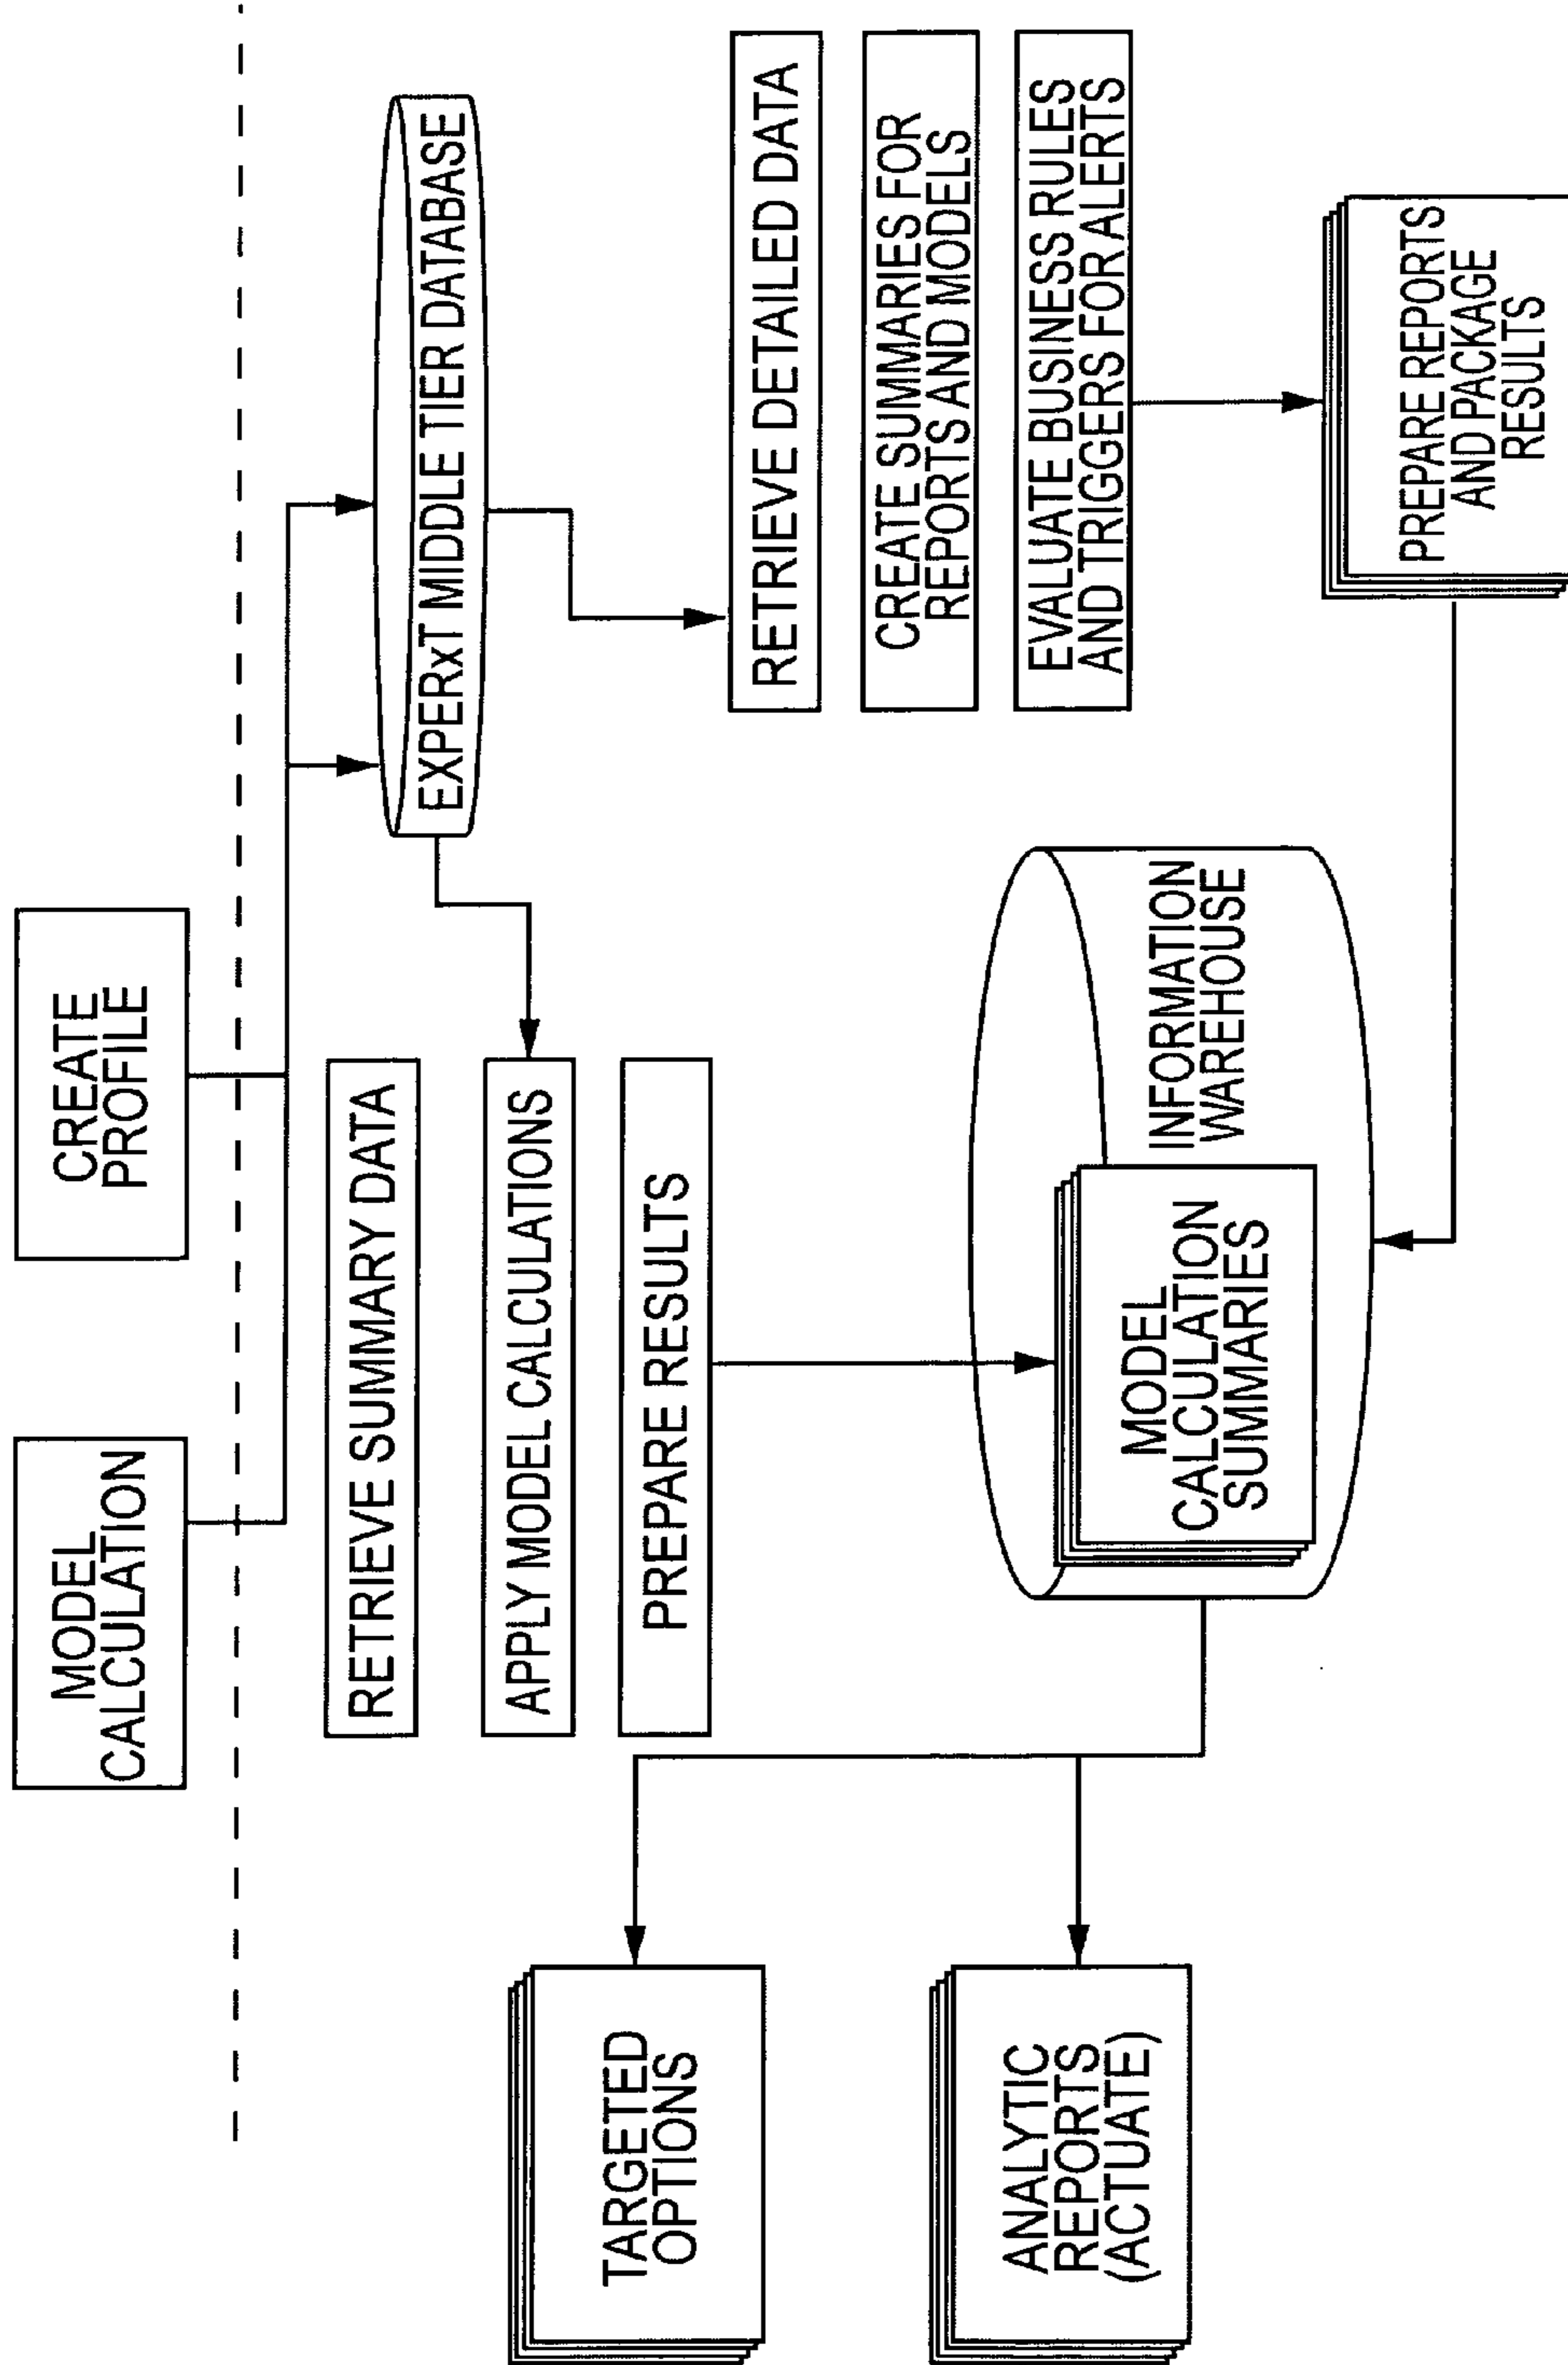 MODEL
CALCULATION
CREATE
PROFILE
EXPERxT MIDDLE TIER DATABASE
RETRIEVE SUMMARY DATA
APPLY MODEL CALCULATIONS
PREPARE RESULTS
RETRIEVE DETAILED DATA
CREATE SUMMARIES FOR
REPORTS AND MODELS
EVALUATE BUSINESS RULES
AND TRIGGERS FOR ALERTS
PREPARE REPORTS
AND PACKAGE
RESULTS
INFORMATION
WAREHOUSE
MODEL
CALCULATION
SUMMARIES
TARGETED
OPTIONS
ANALYTIC
REPORTS
(ACTUATE)